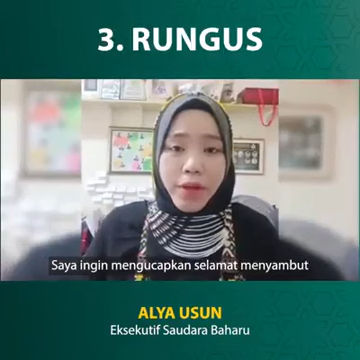 3. RUNGUS
Saya ingin mengucapkan selamat menyambut
ALYA USUN
Eksekutif Saudara Baharu